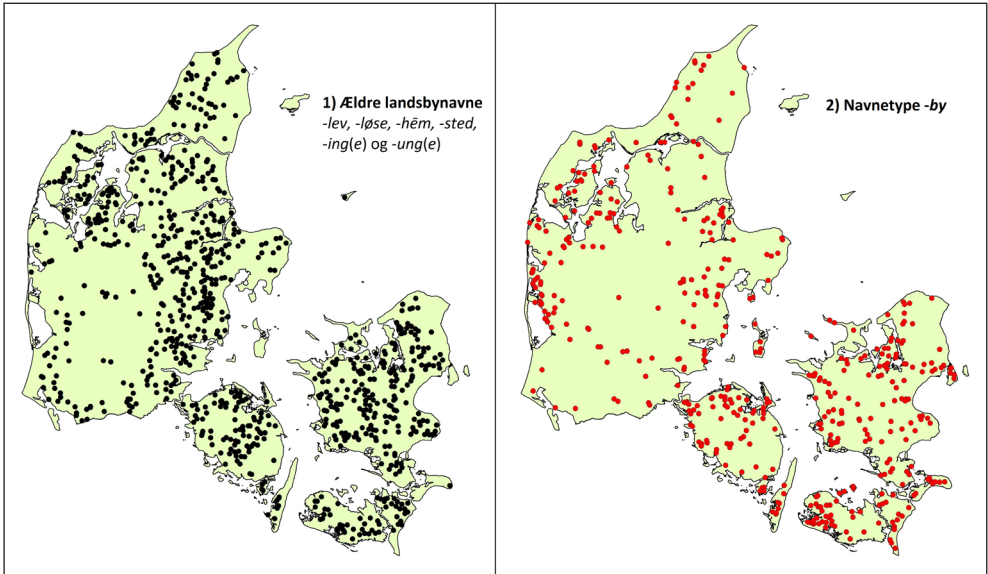 1) Ældre landsbynavne
-lev, -løse, -hēm, -sted,
-ing(e) og -ung(e)
2) Navnetype -by